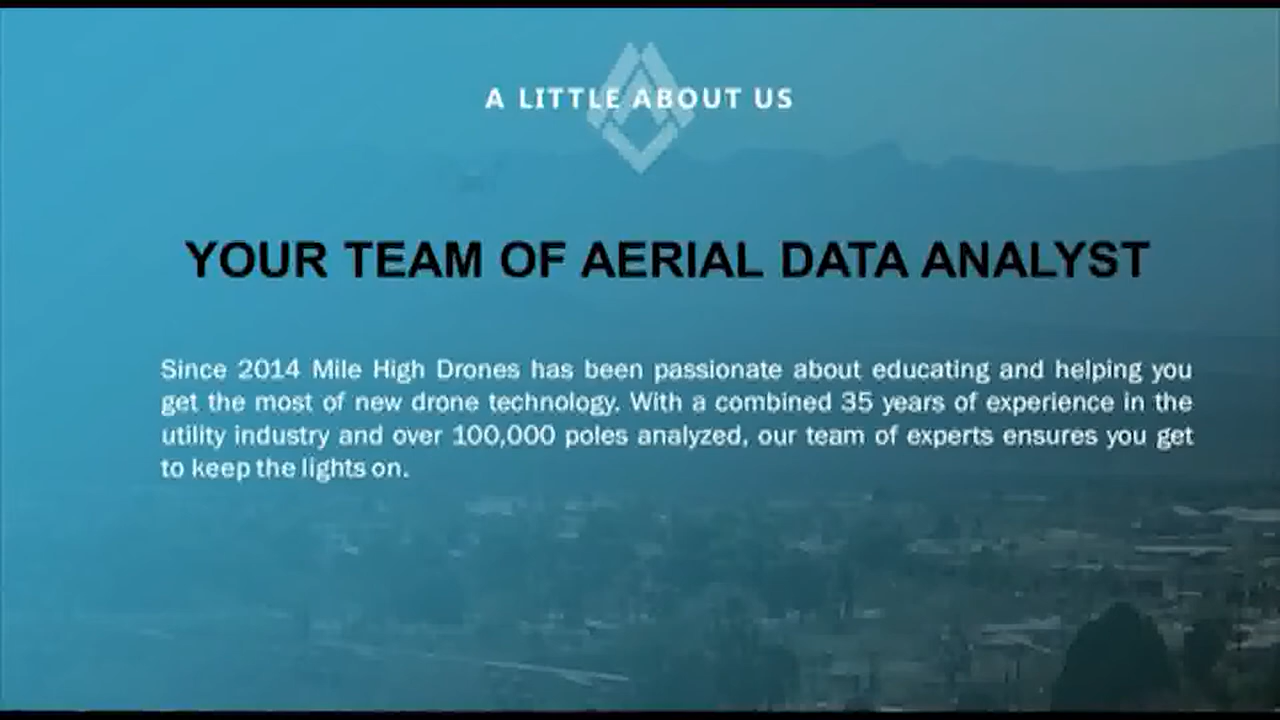 A LITTLE ABOUT US
YOUR TEAM OF AERIAL DATA ANALYST
Since 2014 Mile High Drones has been passionate about educating and helping you
get the most of new drone technology. With a combined 35 years of experience in the
utility industry and over 100,000 poles analyzed, our team of experts ensures you get
to keep the lights on.